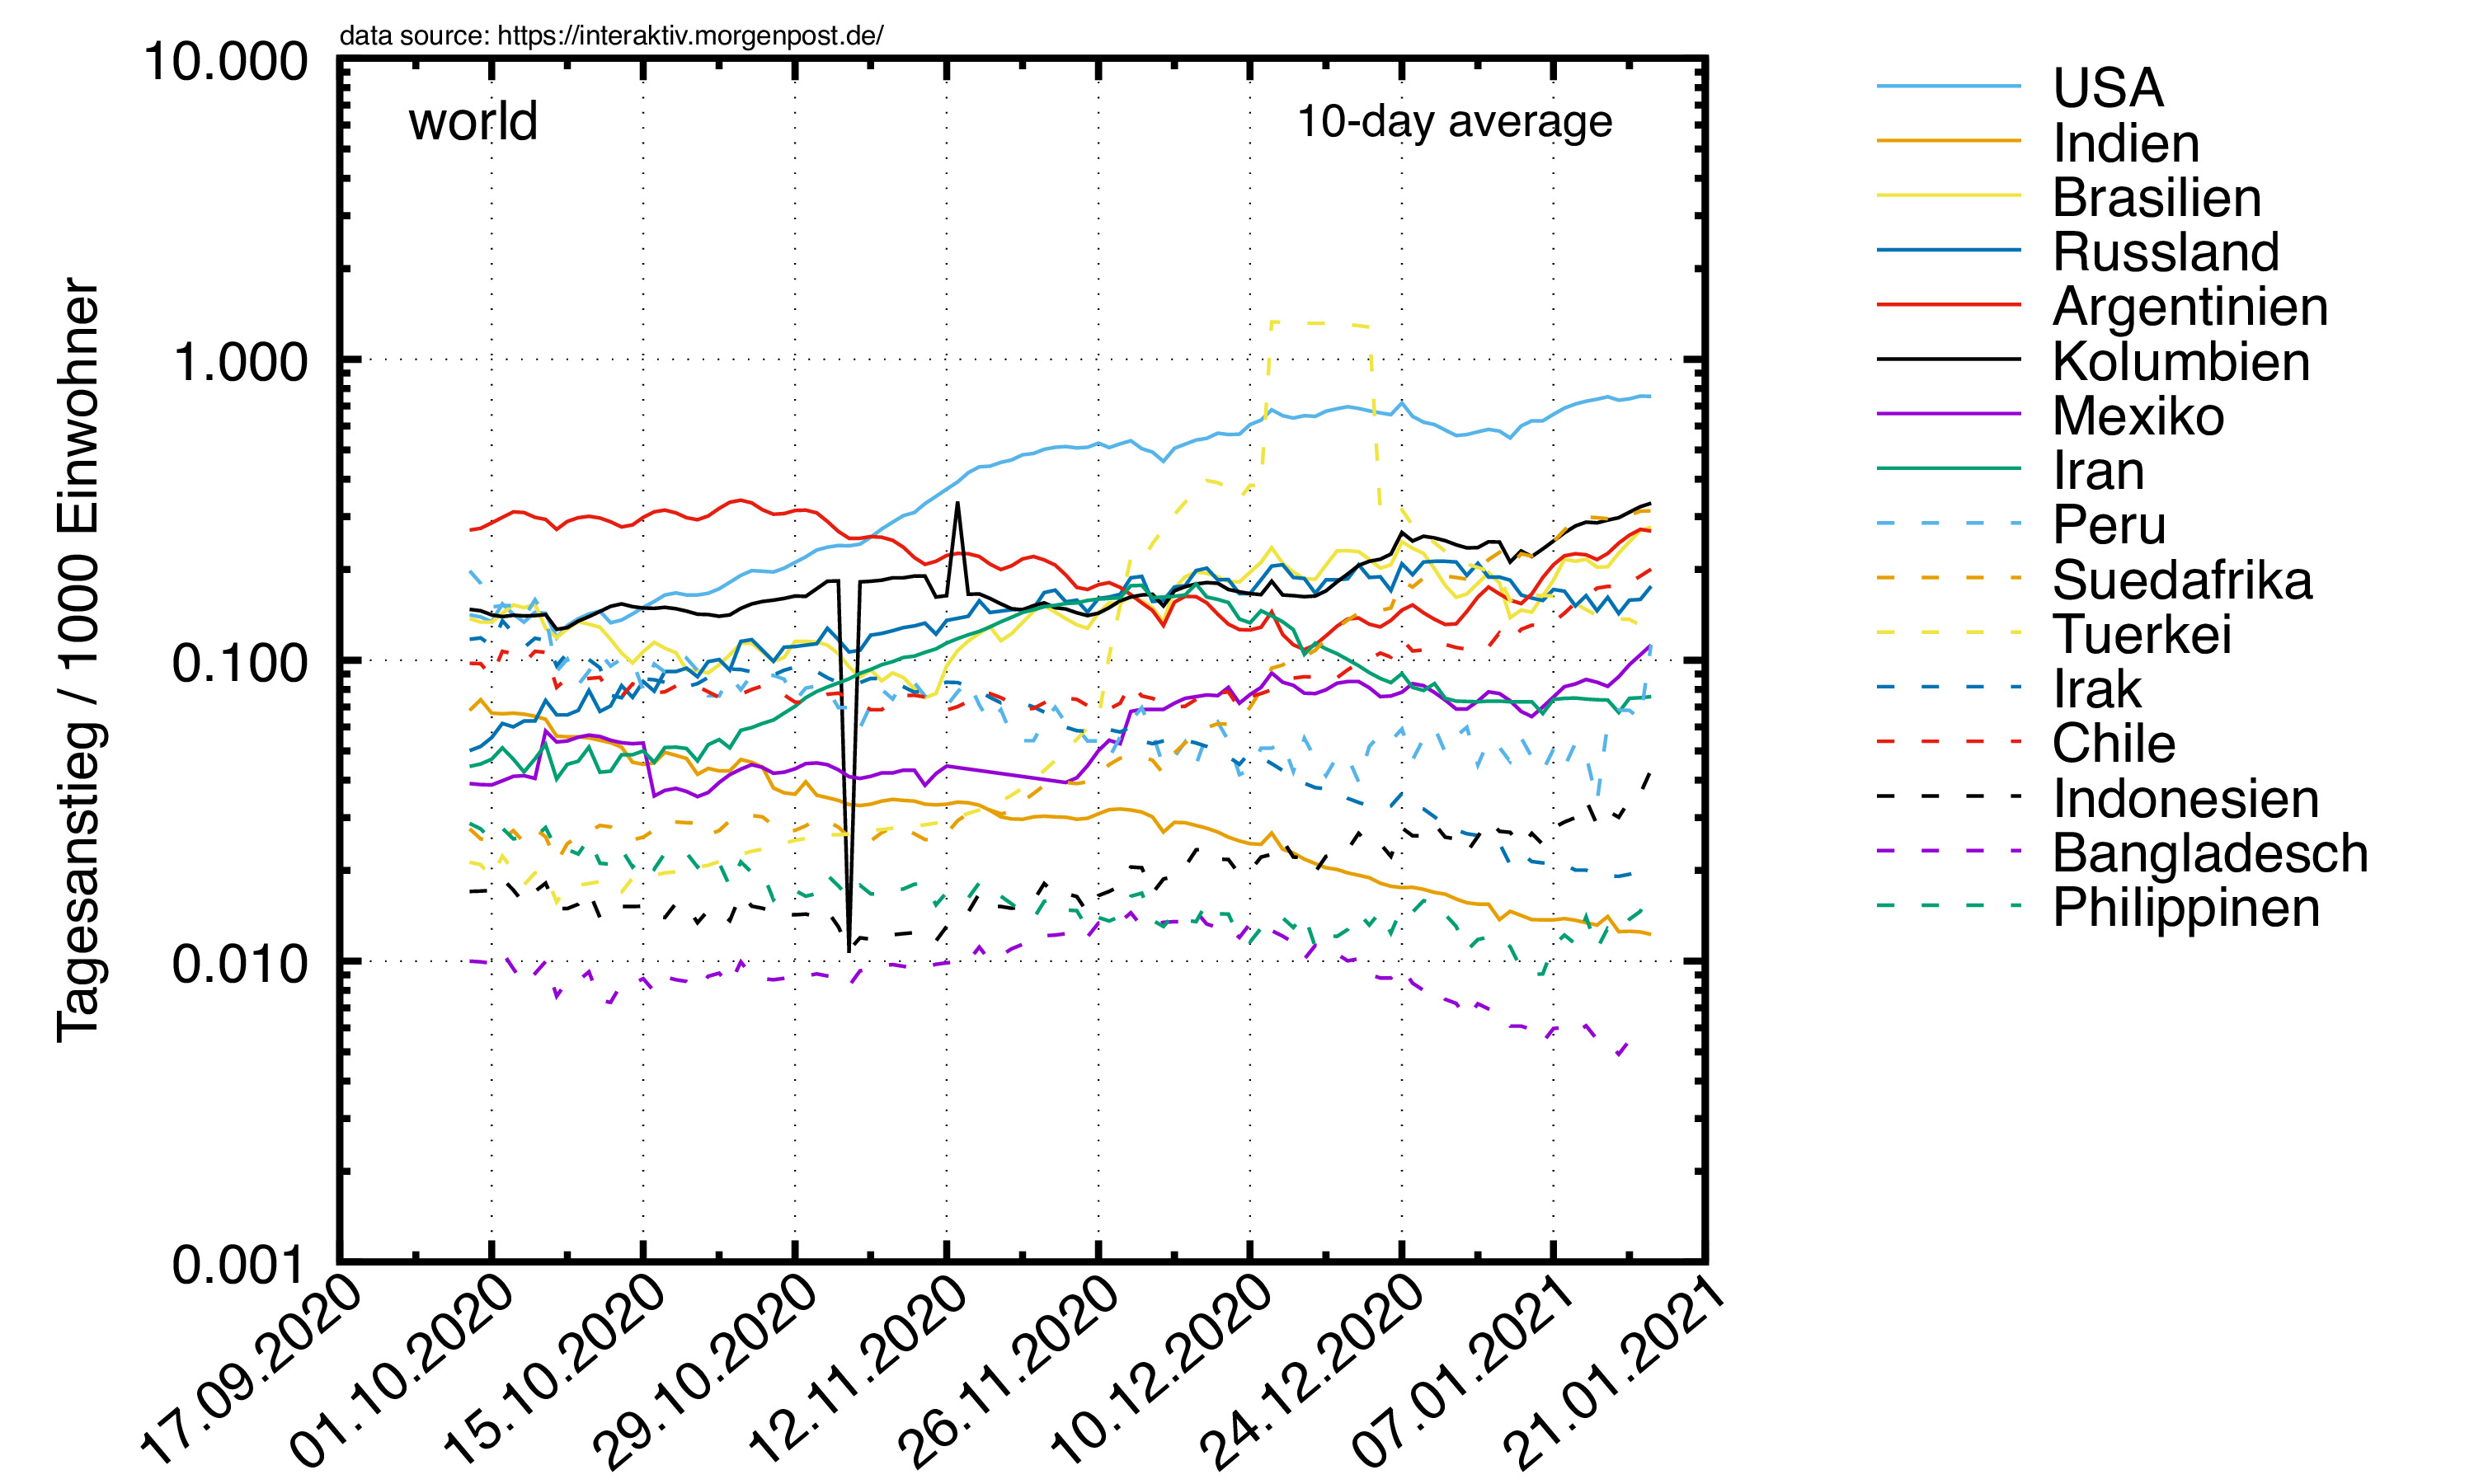 data source: https://interaktiv.morgenpost.de/
world
10-day average
Tagesanstieg / 1000 Einwohner
10.000
1.000
0.100
0.010
0.001
17.09.2020
01.10.2020
15.10.2020
29.10.2020
12.11.2020
26.11.2020
10.12.2020
24.12.2020
07.01.2021
21.01.2021
USA
Indien
Brasilien
Russland
Argentinien
Kolumbien
Mexiko
Iran
Peru
Suedafrika
Tuerkei
Irak
Chile
Indonesien
Bangladesch
Philippinen